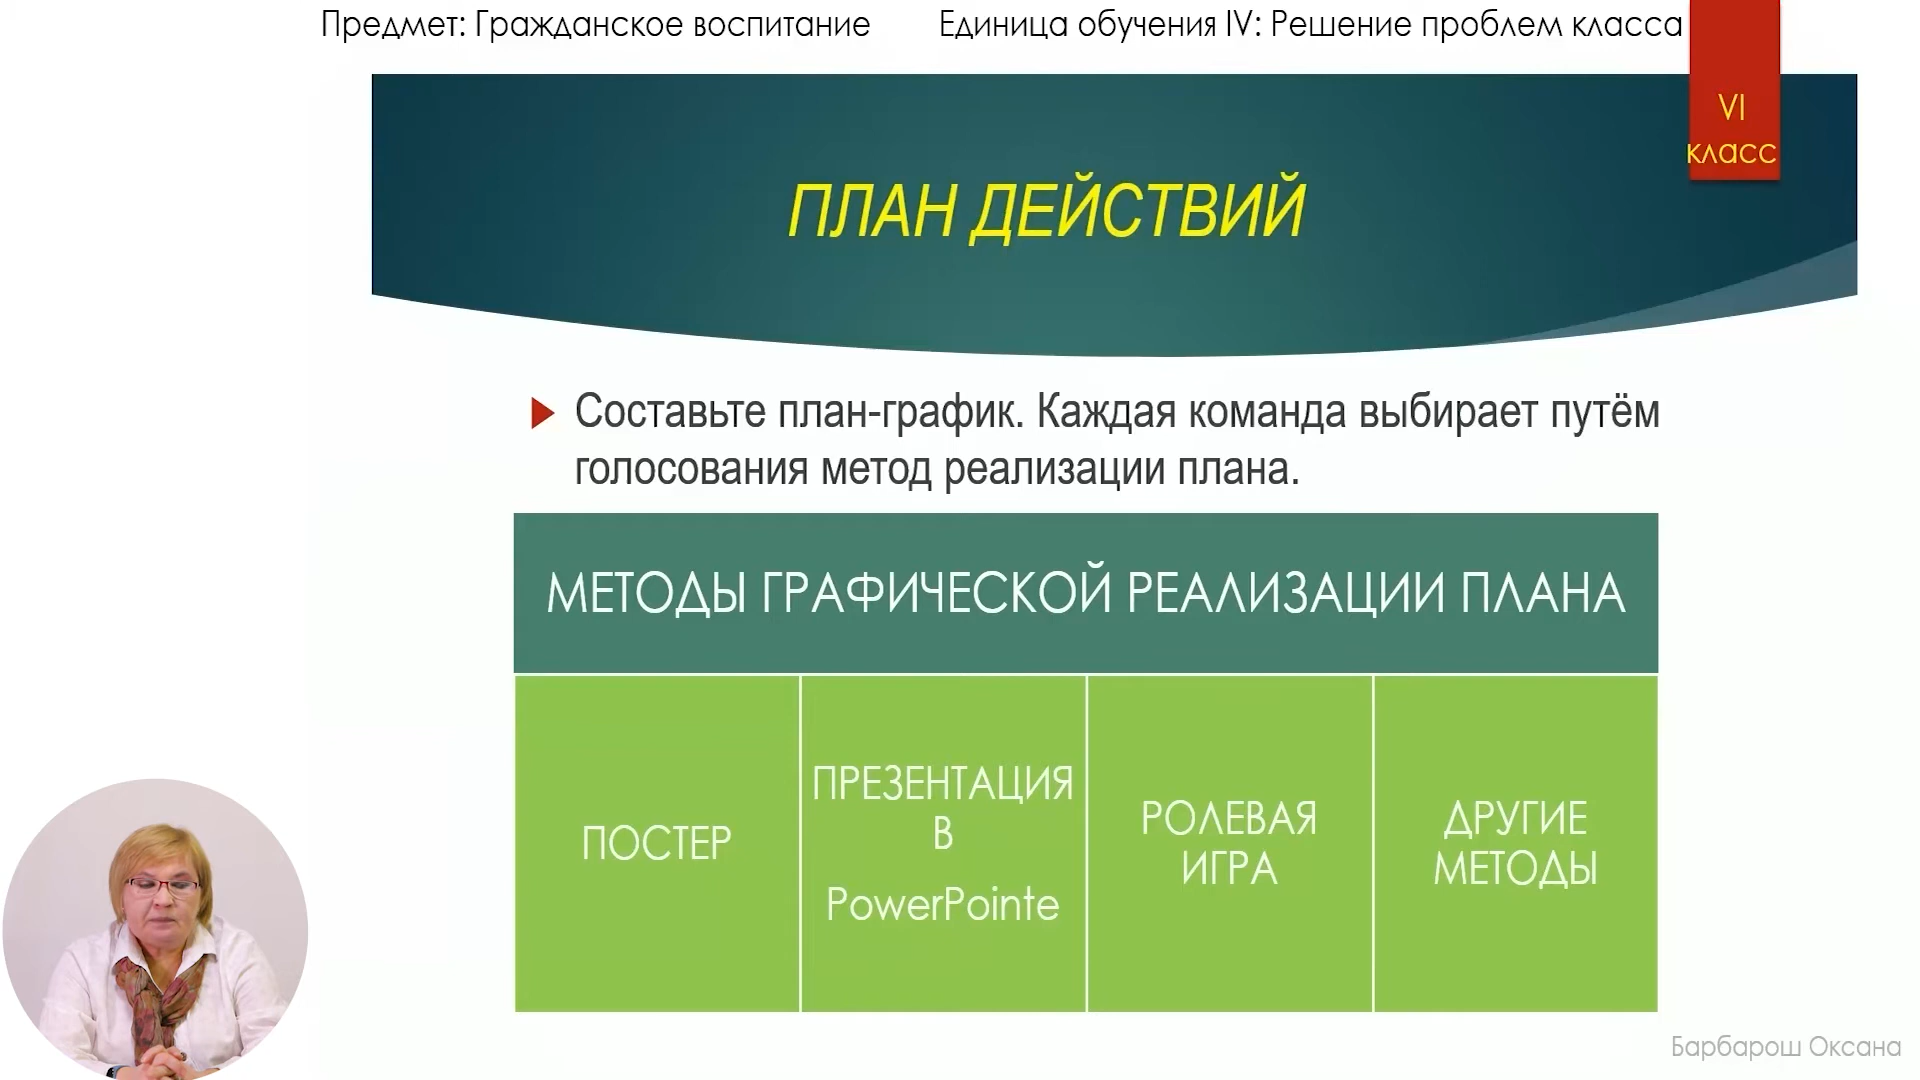 Предмет: Гражданское воспитание Единица обучения IV: Решение проблем класса
VI
класс
ПЛАН ДЕЙСТВИЙ
Составьте план-график. Каждая команда выбирает путём
голосования метод реализации плана.
МЕТОДЫ ГРАФИЧЕСКОЙ РЕАЛИЗАЦИИ ПЛАНА
ПОСТЕР
ПРЕЗЕНТАЦИЯ
В
PowerPointe
РОЛЕВАЯ
ИГРА
ДРУГИЕ
МЕТОДЫ
Барбарош Оксана